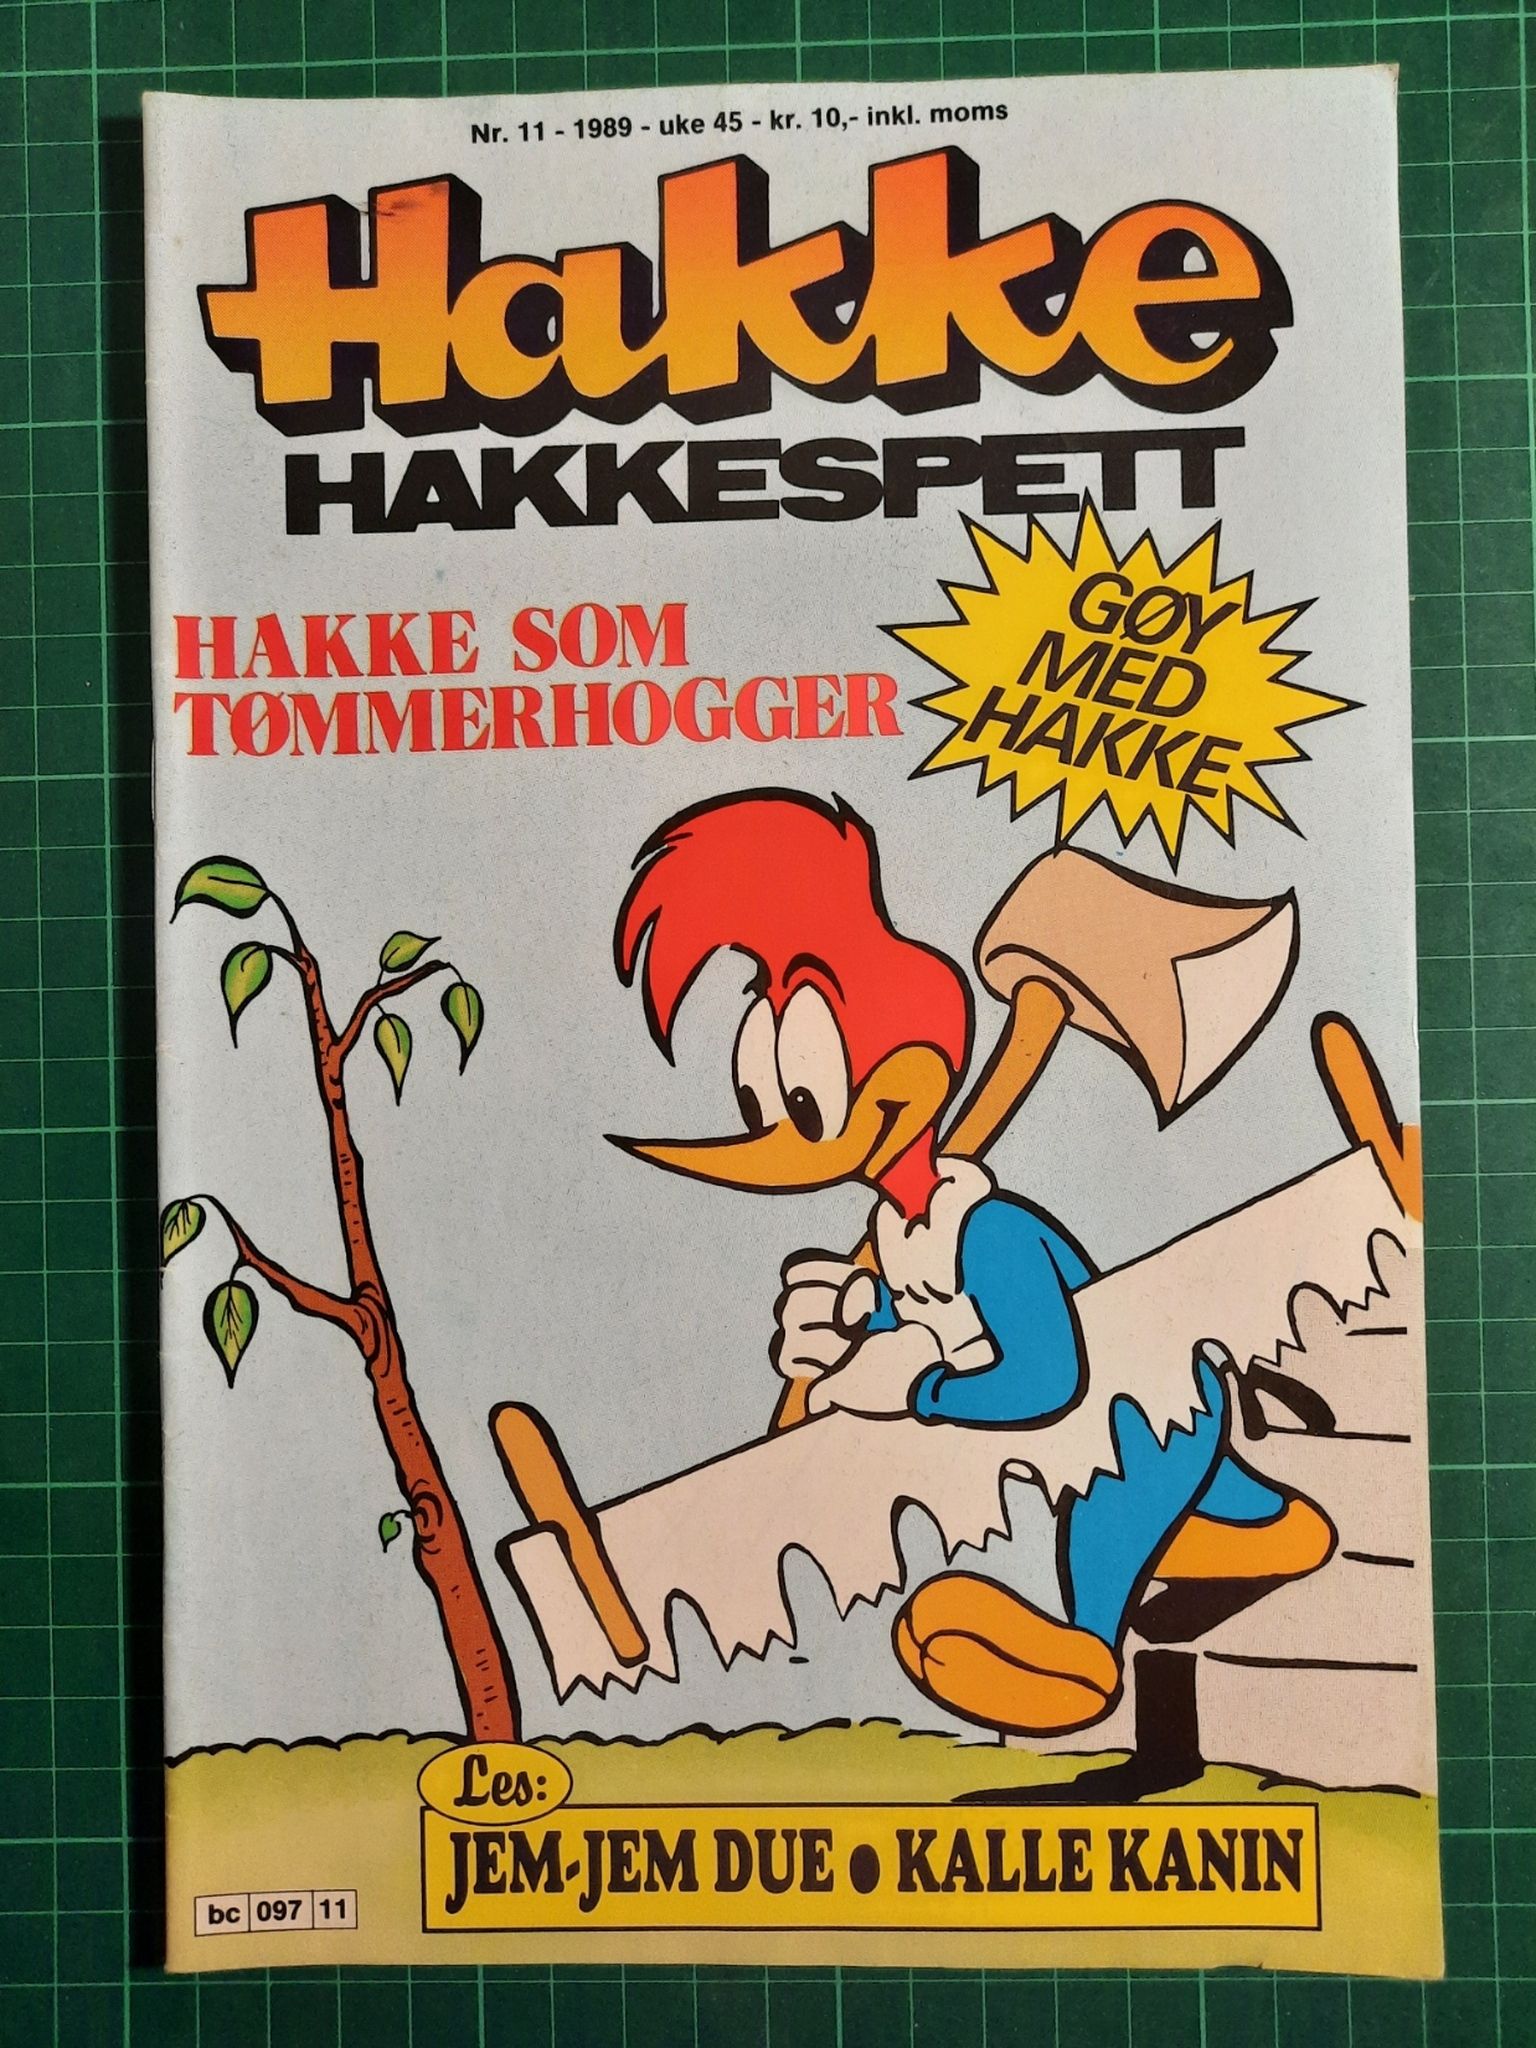 Nr. 11 - 1989 - uke 45 - kr. 10,- inkl. moms
Hakke
HAKKESPETT
HAKKE SOM
TØMMERHOGGER
GØY
MED
HAKKE
Les:
JEM-JEM DUE • KALLE KANIN
bc 097 11